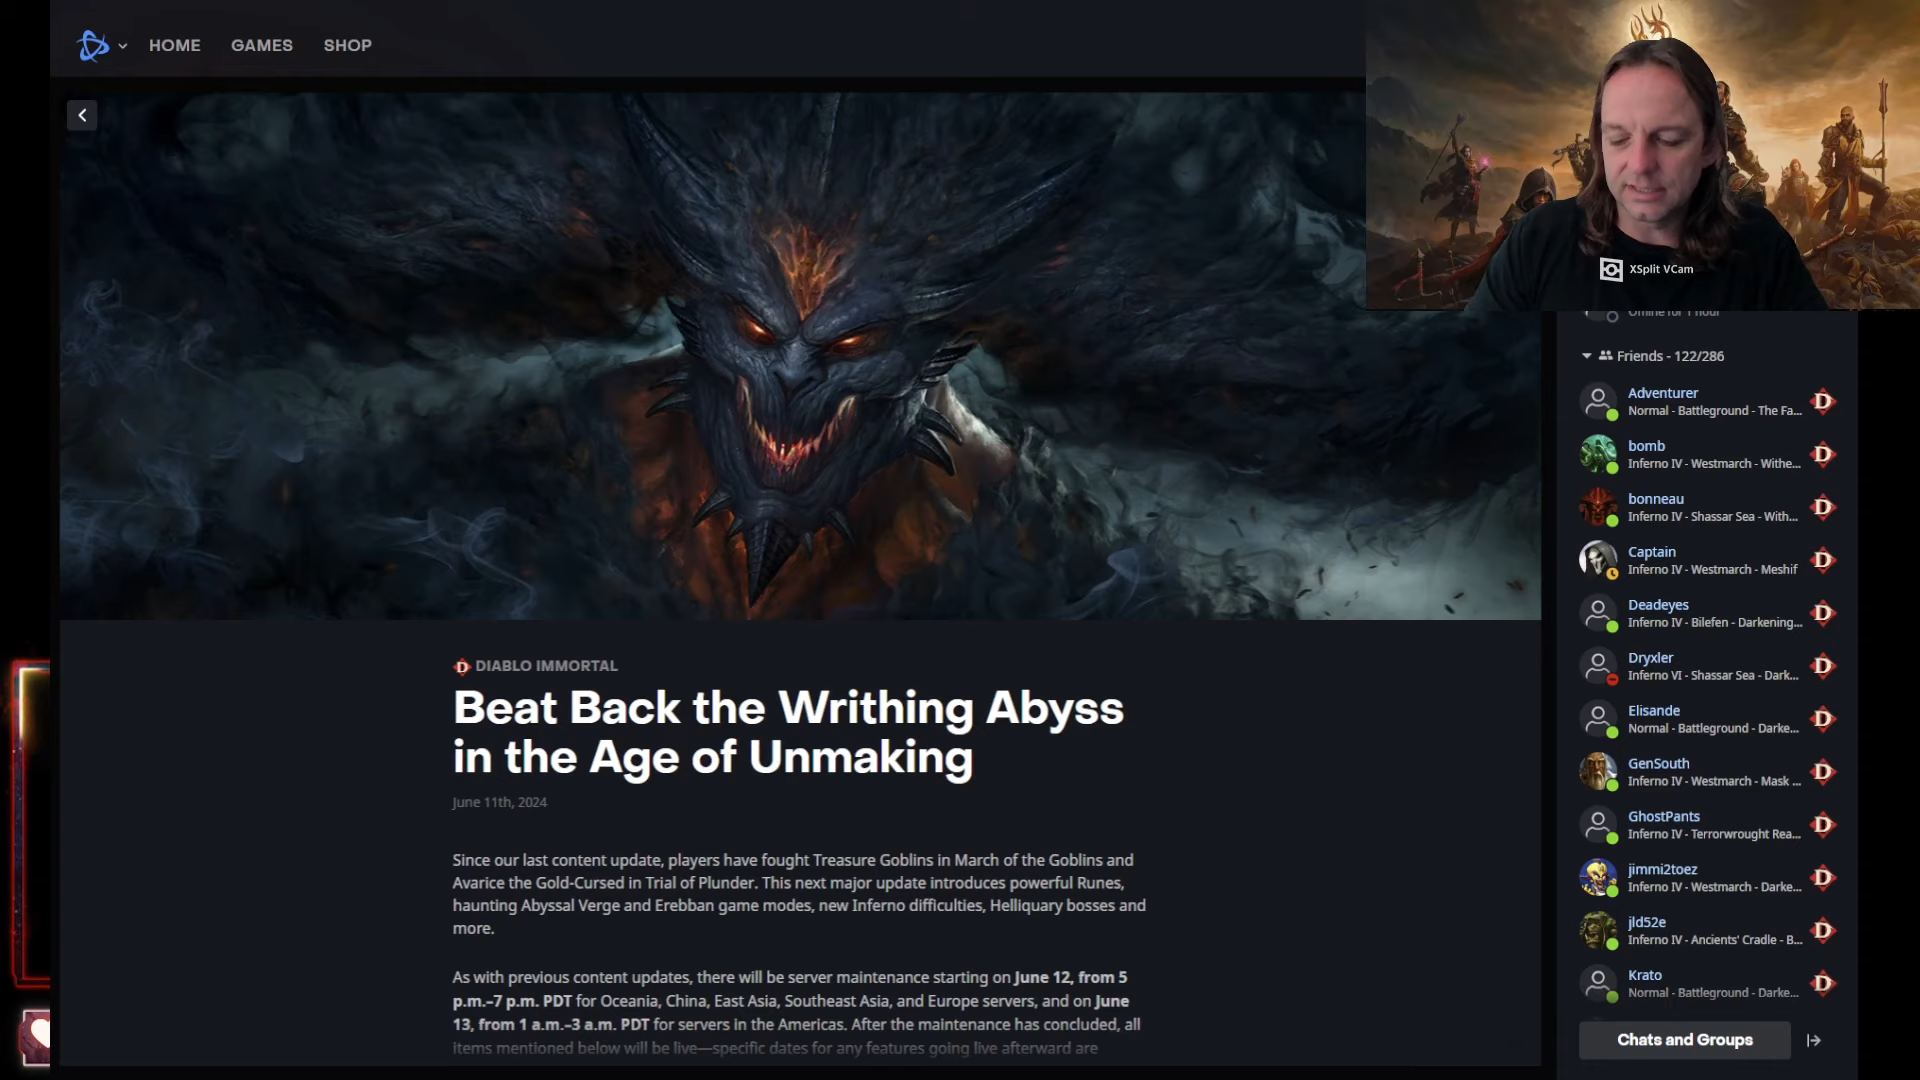 HOME
GAMES
SHOP
XSplit VCam
Offline for 1 hour
Friends - 122/286
Adventurer
Normal - Battleground - The Fa...
bomb
Inferno IV - Westmarch - Withe...
bonneau
Inferno IV - Shassar Sea - With...
Captain
Inferno IV - Westmarch - Meshif
Deadeyes
Inferno IV - Bilefen - Darkening...
Dryxler
Inferno VI - Shassar Sea - Dark...
Elisande
Normal - Battleground - Darke...
GenSouth
Inferno IV - Westmarch - Mask ...
GhostPants
Inferno IV - Terrorwrought Rea...
jimmi2toez
Inferno IV - Westmarch - Darke...
jld52e
Inferno IV - Ancients' Cradle - B...
Krato
Normal - Battleground - Darke...
Chats and Groups
DIABLO IMMORTAL
Beat Back the Writhing Abyss
in the Age of Unmaking
June 11th, 2024
Since our last content update, players have fought Treasure Goblins in March of the Goblins and
Avarice the Gold-Cursed in Trial of Plunder. This next major update introduces powerful Runes,
haunting Abyssal Verge and Erebban game modes, new Inferno difficulties, Helliquary bosses and
more.
As with previous content updates, there will be server maintenance starting on June 12, from 5
p.m.–7 p.m. PDT for Oceania, China, East Asia, Southeast Asia, and Europe servers, and on June
13, from 1 a.m.–3 a.m. PDT for servers in the Americas. After the maintenance has concluded, all
items mentioned below will be live—specific dates for any features going live afterward are